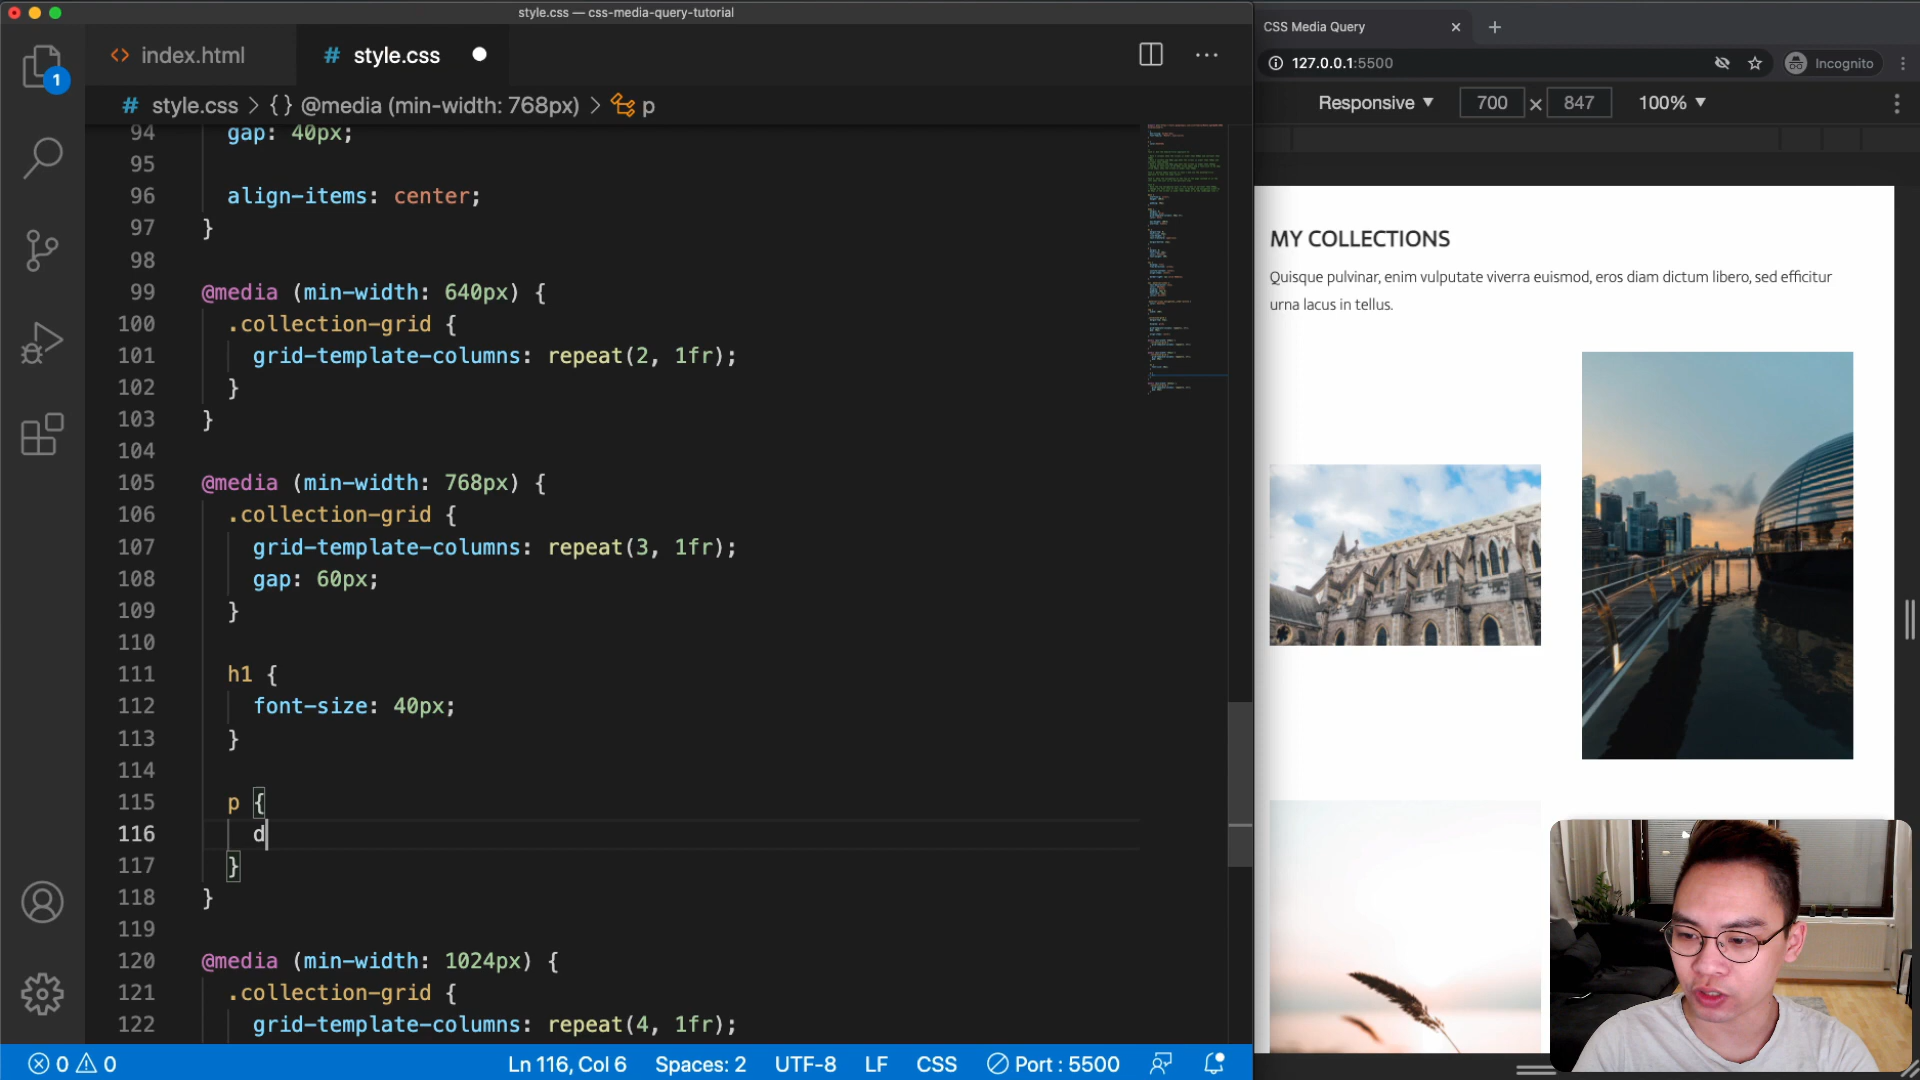 style.css — css-media-query-tutorial
index.html
# style.css
1
# style.css > {} @media (min-width: 768px) > p
94 gap: 40px;
95
96 align-items: center;
97 }
98
99 @media (min-width: 640px) {
100 .collection-grid {
101 grid-template-columns: repeat(2, 1fr);
102 }
103 }
104
105 @media (min-width: 768px) {
106 .collection-grid {
107 grid-template-columns: repeat(3, 1fr);
108 gap: 60px;
109 }
110
111 h1 {
112 font-size: 40px;
113 }
114
115 p {
116 d
117 }
118 }
119
120 @media (min-width: 1024px) {
121 .collection-grid {
122 grid-template-columns: repeat(4, 1fr);
0 0
Ln 116, Col 6 Spaces: 2 UTF-8 LF CSS Port : 5500
CSS Media Query
127.0.0.1:5500
Incognito
Responsive 700 × 847 100%
MY COLLECTIONS
Quisque pulvinar, enim vulputate viverra euismod, eros diam dictum libero, sed efficitur
urna lacus in tellus.